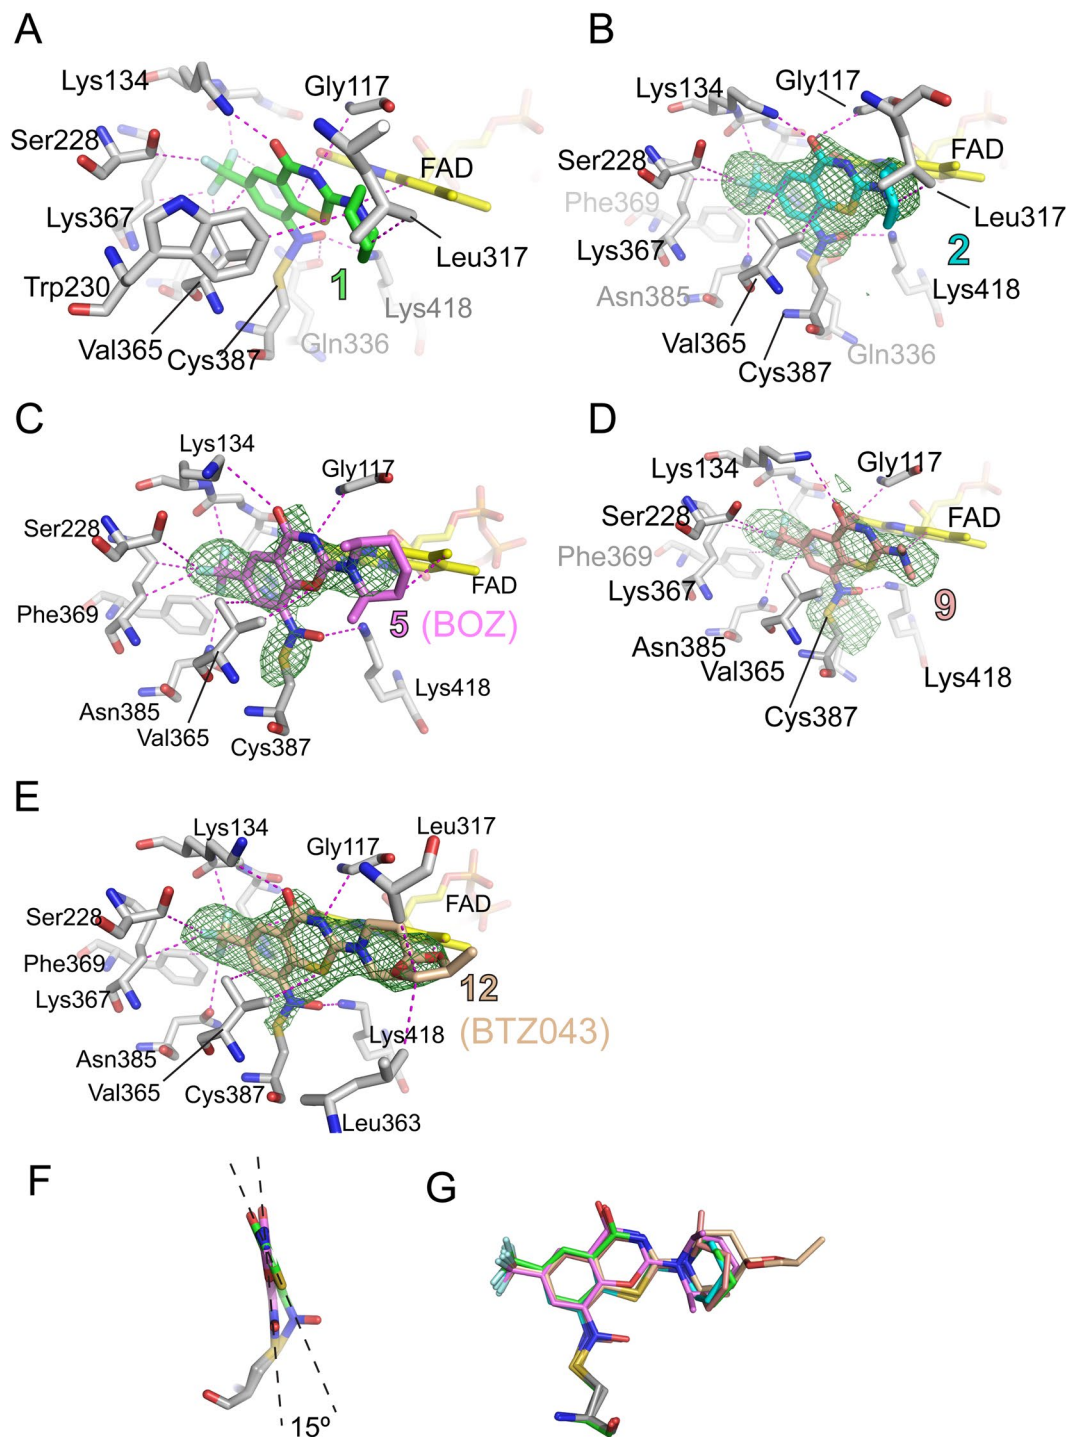 A
Lys134
Gly117
Ser228
FAD
Lys367
Leu317
Trp230
1
Lys418
Val365
Gln336
Cys387
B
Gly117
Lys134
Ser228
FAD
Phe369
Leu317
Lys367
2
Asn385
Lys418
Val365
Gln336
Cys387
C
Lys134
Gly117
Ser228
FAD
Phe369
5 (BOZ)
Lys418
Asn385
Val365
Cys387
D
Lys134
Gly117
Ser228
FAD
Phe369
Lys367
9
Asn385
Val365
Lys418
Cys387
E
Lys134
Leu317
Gly117
Ser228
FAD
Phe369
12
Lys367
Lys418
(BTZ043)
Asn385
Val365
Cys387
Leu363
F
15º
G